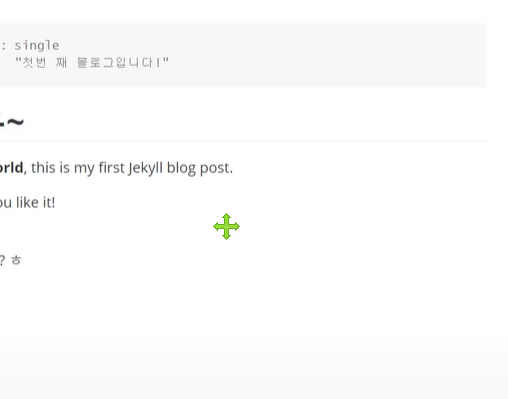 : single
"첫번 째 블로그입니다!"
~
orld, this is my first Jekyll blog post.
ou like it!
? ㅎ